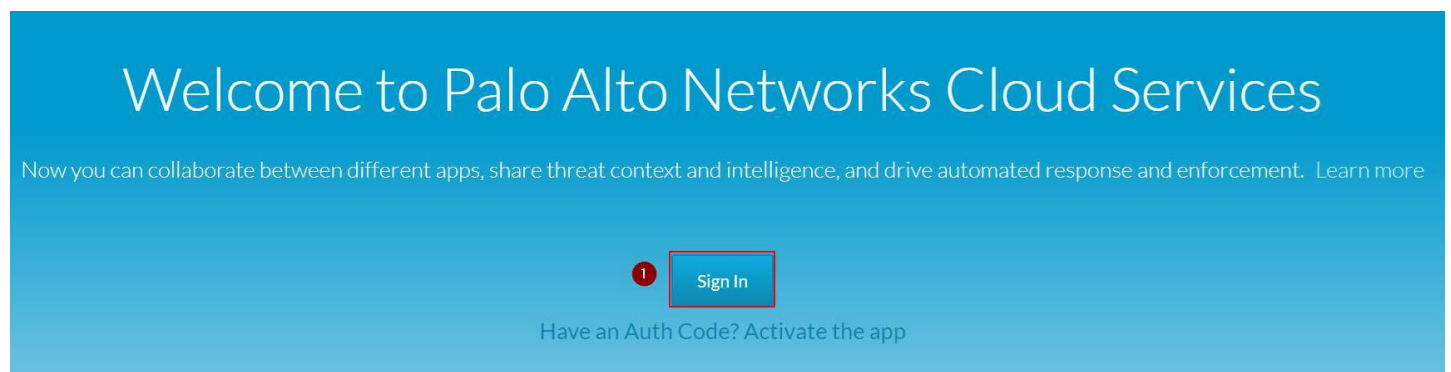 Welcome to Palo Alto Networks Cloud Services
Now you can collaborate between different apps, share threat context and intelligence, and drive automated response and enforcement. Learn more
1 Sign In
Have an Auth Code? Activate the app